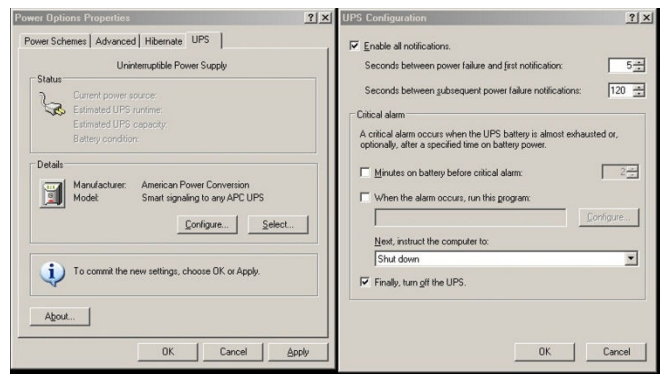 Power Options Properties
Power Schemes
Advanced
Hibernate
UPS
Uninterruptible Power Supply
Status
Current power source:
Estimated UPS runtime:
Estimated UPS capacity:
Battery condition:
Details
Manufacturer: American Power Conversion
Model: Smart signaling to any APC UPS
Configure...
Select...
To commit the new settings, choose OK or Apply.
About...
OK
Cancel
Apply
UPS Configuration
Enable all notifications.
Seconds between power failure and first notification: 5
Seconds between subsequent power failure notifications: 120
Critical alarm
A critical alarm occurs when the UPS battery is almost exhausted or,
optionally, after a specified time on battery power.
Minutes on battery before critical alarm: 2
When the alarm occurs, run this program:
Configure...
Next, instruct the computer to:
Shut down
Finally, turn off the UPS.
OK
Cancel